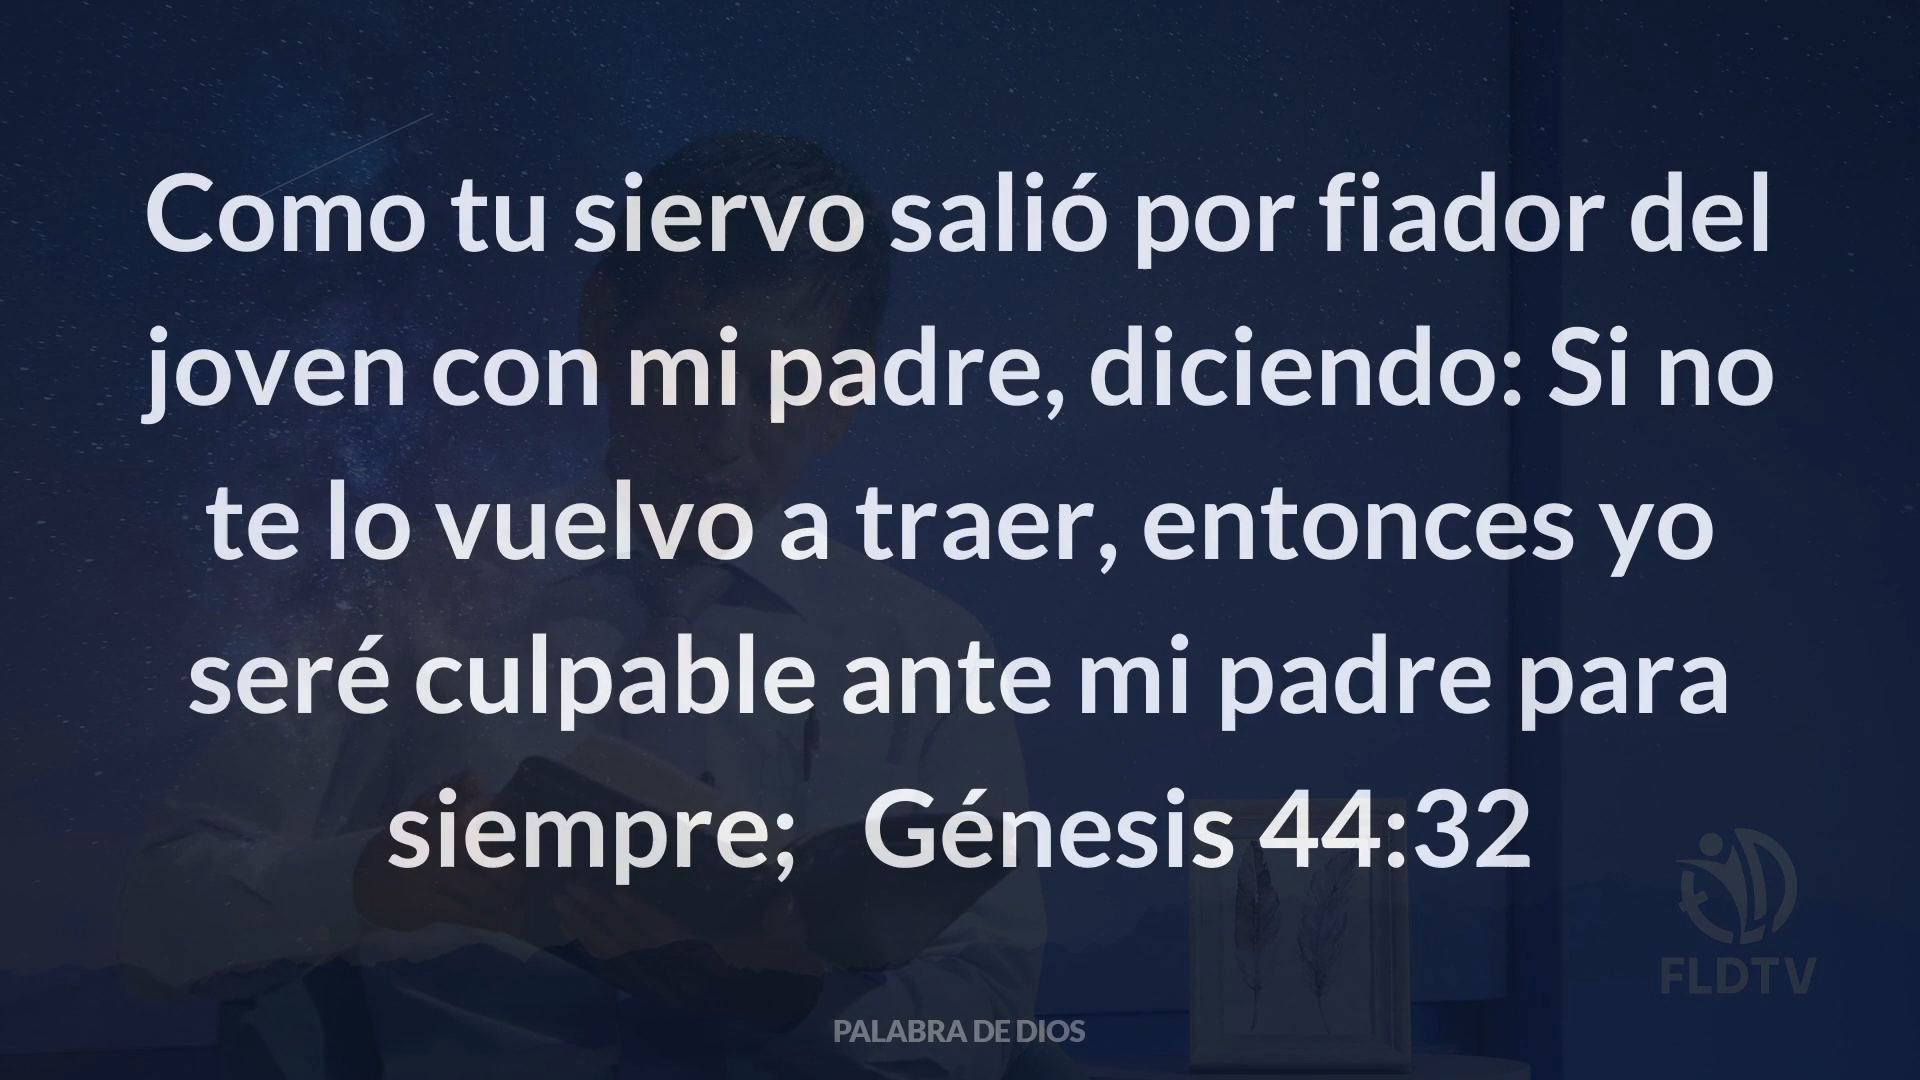 Como tu siervo salió por fiador del
joven con mi padre, diciendo: Si no
te lo vuelvo a traer, entonces yo
seré culpable ante mi padre para
siempre;   Génesis 44:32
FLDTV
PALABRA DE DIOS